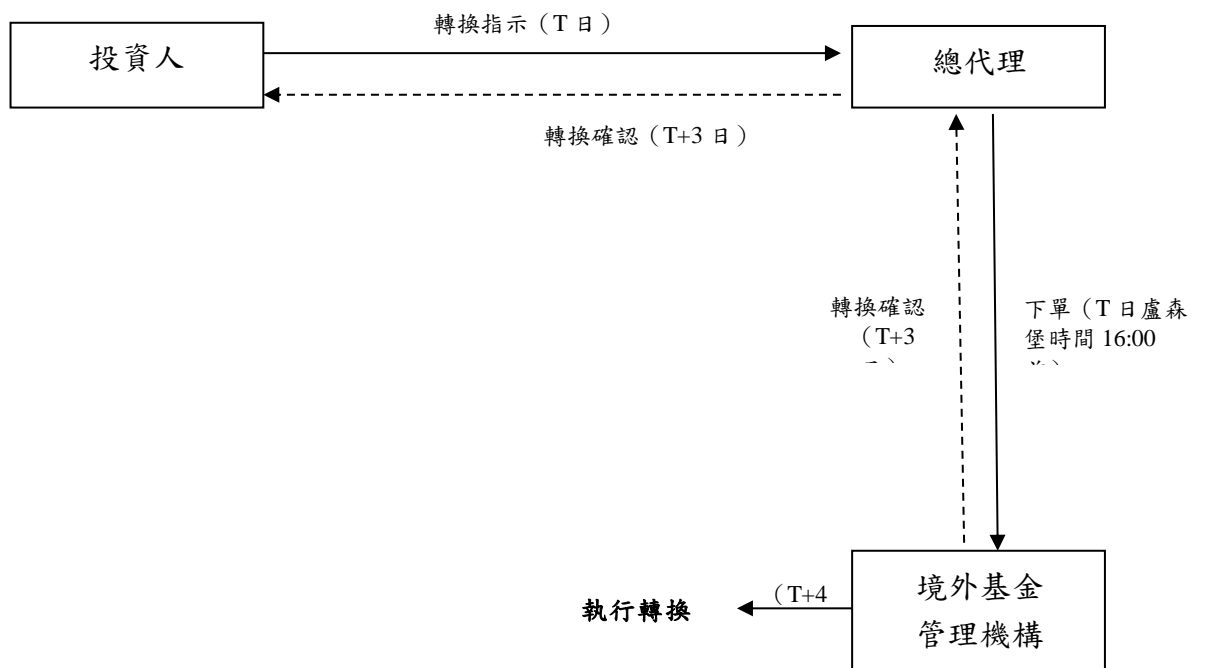 轉換指示（T 日）
投資人
總代理
轉換確認（T+3 日）
轉換確認
（T+3
下單（T 日盧森
堡時間 16:00
執行轉換
（T+4
境外基金
管理機構